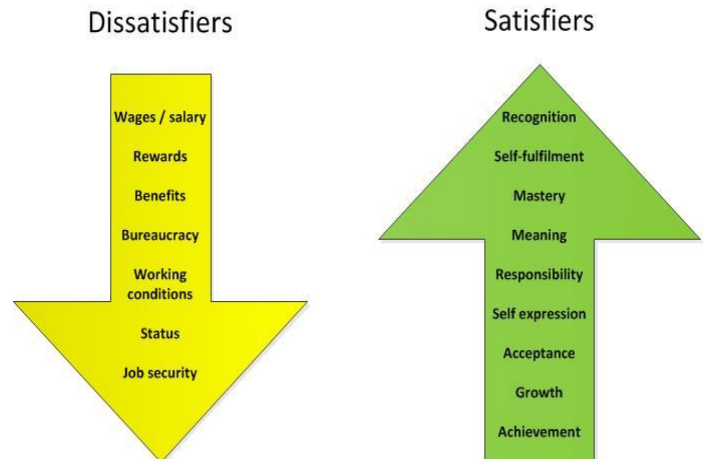 Dissatisfiers
Wages / salary
Rewards
Benefits
Bureaucracy
Working
conditions
Status
Job security
Satisfiers
Recognition
Self-fulfilment
Mastery
Meaning
Responsibility
Self expression
Acceptance
Growth
Achievement